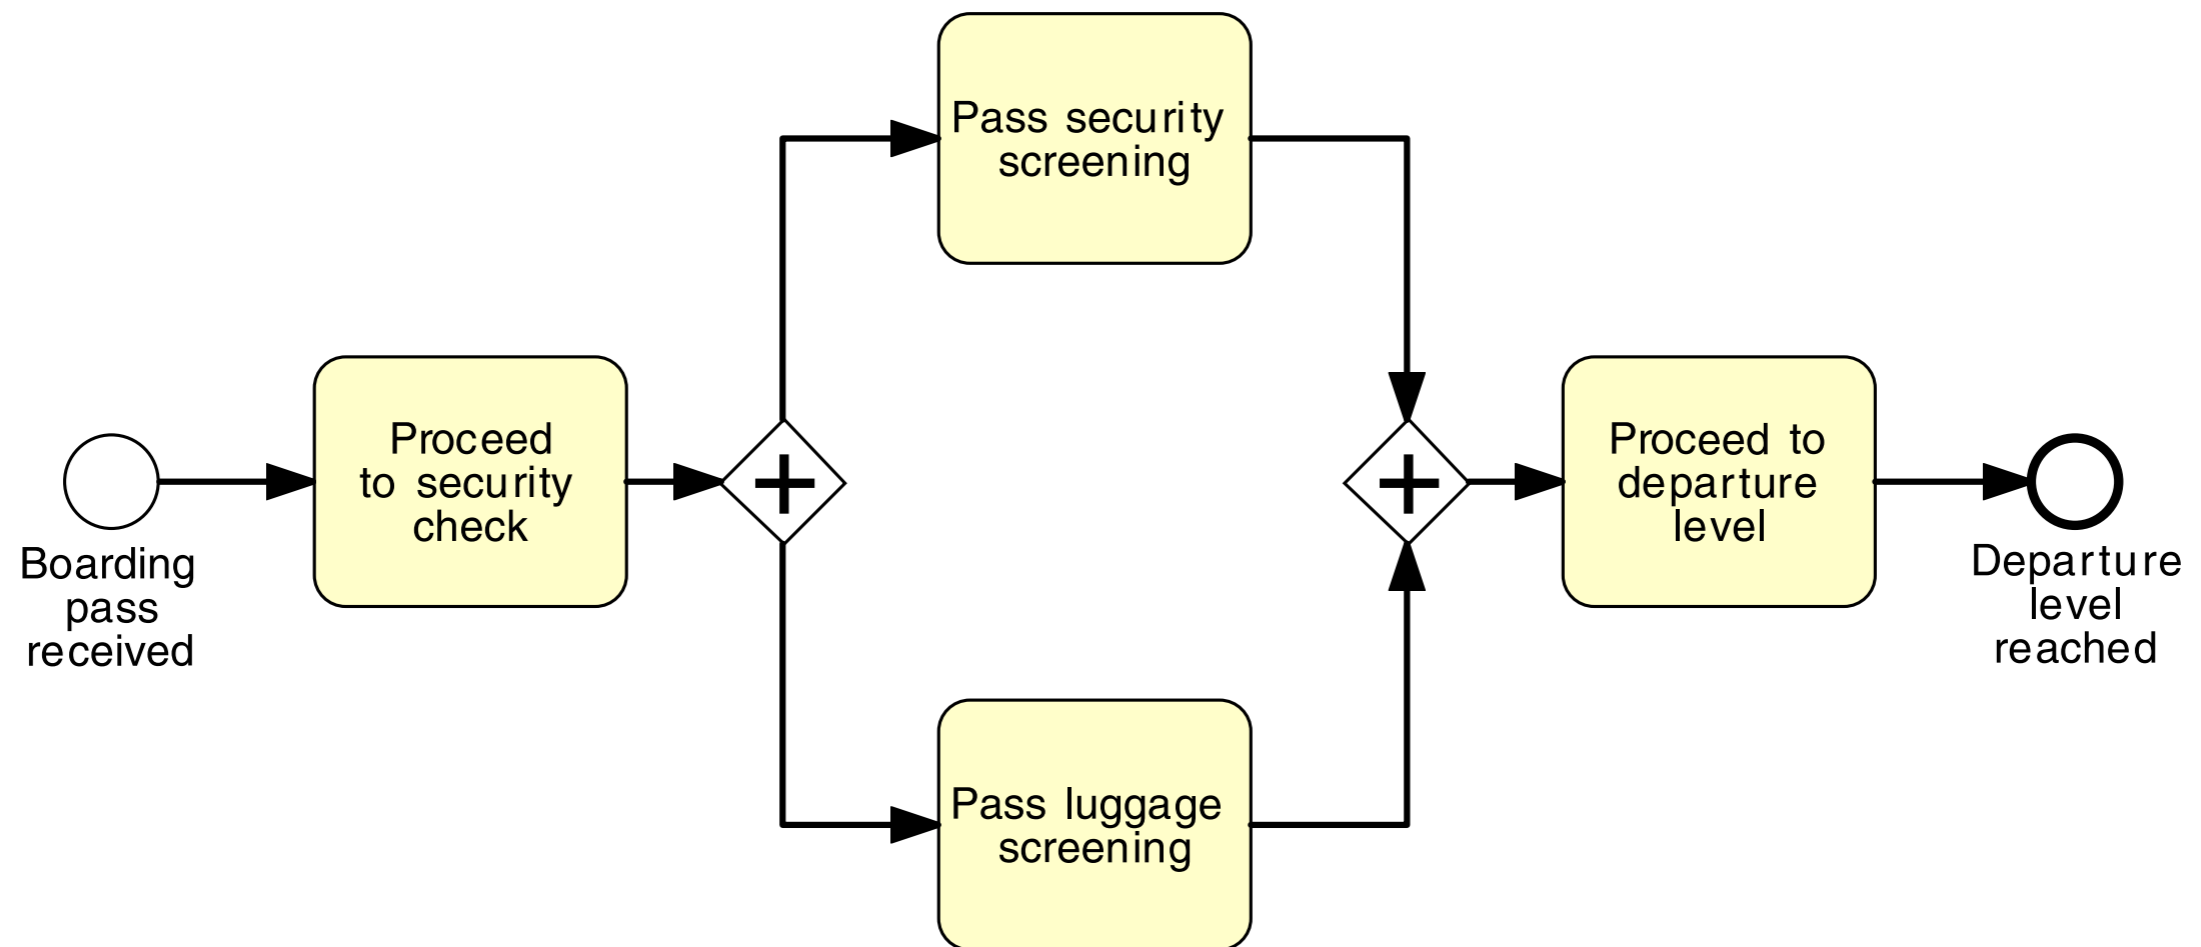 Boarding
pass
received
Proceed
to security
check
Pass security
screening
Pass luggage
screening
Proceed to
departure
level
Departure
level
reached